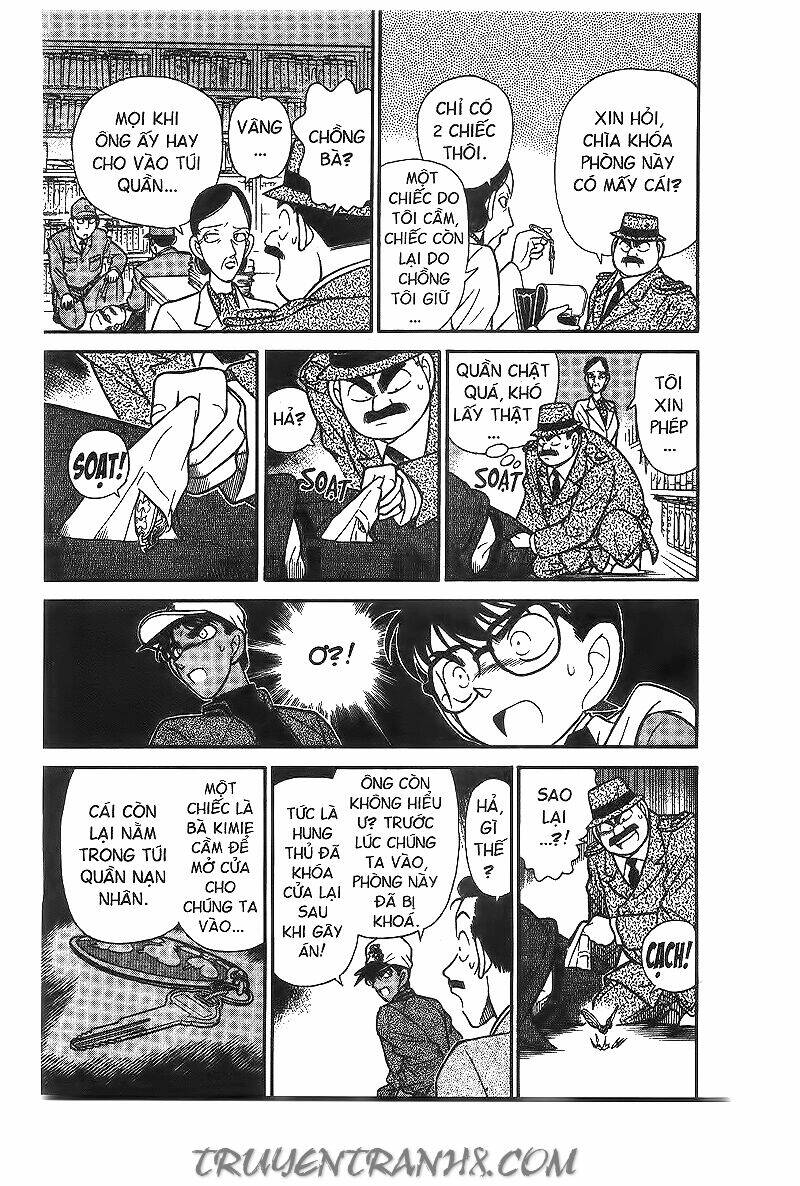 XIN HỎI,
CHÌA KHÓA
PHÒNG NÀY
CÓ MẤY CÁI?
CHỈ CÓ
2 CHIẾC
THÔI.
MỘT
CHIẾC DO
TÔI CẦM,
CHIẾC CÒN
LẠI DO
CHỒNG
TÔI GIỮ
...
CHỒNG
BÀ?
VÂNG
...
MỌI KHI
ÔNG ẤY HAY
CHO VÀO TÚI
QUẦN...
TÔI
XIN
PHÉP
...
QUẦN CHẬT
QUÁ, KHÓ
LẤY THẬT
...
SOẠT
HẢ?
SOẠT
SOẠT!
Ơ?!
SAO
LẠI
...?!
CẠCH!
HẢ,
GÌ
THẾ
?
ÔNG CÒN
KHÔNG HIỂU
Ư? TRƯỚC
LÚC CHÚNG
TA VÀO,
PHÒNG NÀY
ĐÃ BỊ
KHOÁ.
TỨC LÀ
HUNG
THỦ ĐÃ
KHÓA
CỬA LẠI
SAU
KHI GÂY
ÁN!
MỘT
CHIẾC LÀ
BÀ KIMIE
CẦM ĐỂ
MỞ CỬA
CHO
CHÚNG TA
VÀO...
CÁI CÒN
LẠI NẰM
TRONG TÚI
QUẦN NẠN
NHÂN.
TRUYENTRANH8.COM